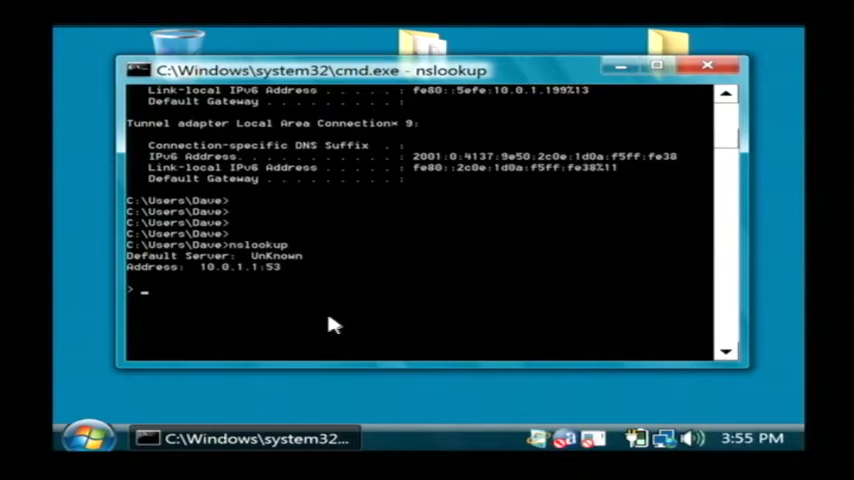 C:\Windows\system32\cmd.exe - nslookup
Link-local IPv6 Address . . . . . : fe80::5efe:10.0.1.199%13
Default Gateway . . . . . . . . . :
Tunnel adapter Local Area Connection* 9:
Connection-specific DNS Suffix  . :
IPv6 Address. . . . . . . . . . . : 2001:0:4137:9e50:2c0e:1d0a:f5ff:fe38
Link-local IPv6 Address . . . . . : fe80::2c0e:1d0a:f5ff:fe38%11
Default Gateway . . . . . . . . . :
C:\Users\Dave>
C:\Users\Dave>
C:\Users\Dave>
C:\Users\Dave>
C:\Users\Dave>nslookup
Default Server:  UnKnown
Address:  10.0.1.1:53
> _
C:\Windows\system32...
3:55 PM